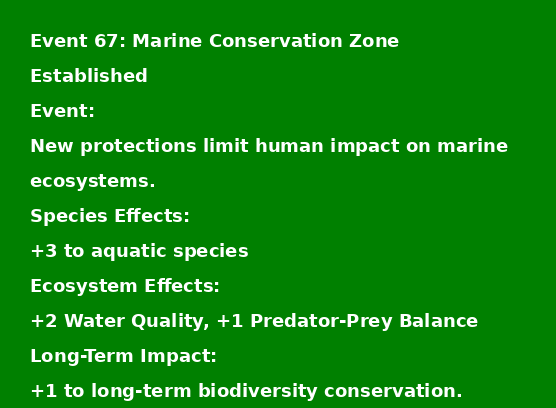 Event 67: Marine Conservation Zone
Established
Event:
New protections limit human impact on marine
ecosystems.
Species Effects:
+3 to aquatic species
Ecosystem Effects:
+2 Water Quality, +1 Predator-Prey Balance
Long-Term Impact:
+1 to long-term biodiversity conservation.